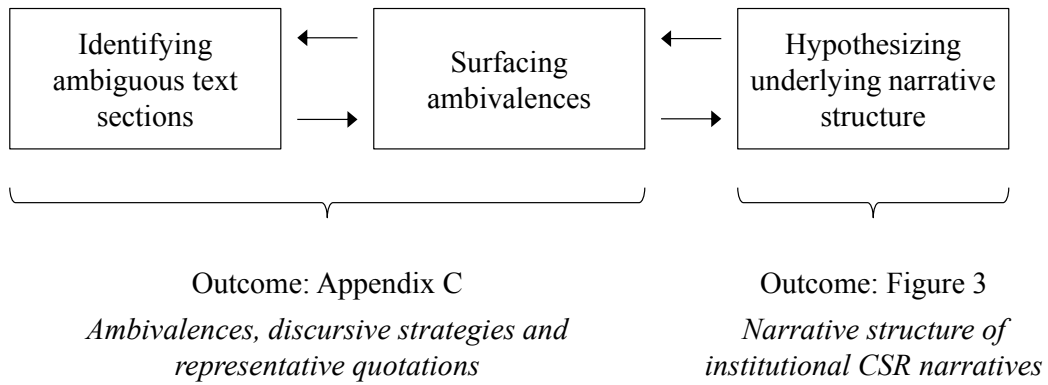 Identifying
ambiguous text
sections
Surfacing
ambivalences
Hypothesizing
underlying narrative
structure
Outcome: Appendix C
Ambivalences, discursive strategies and
representative quotations
Outcome: Figure 3
Narrative structure of
institutional CSR narratives